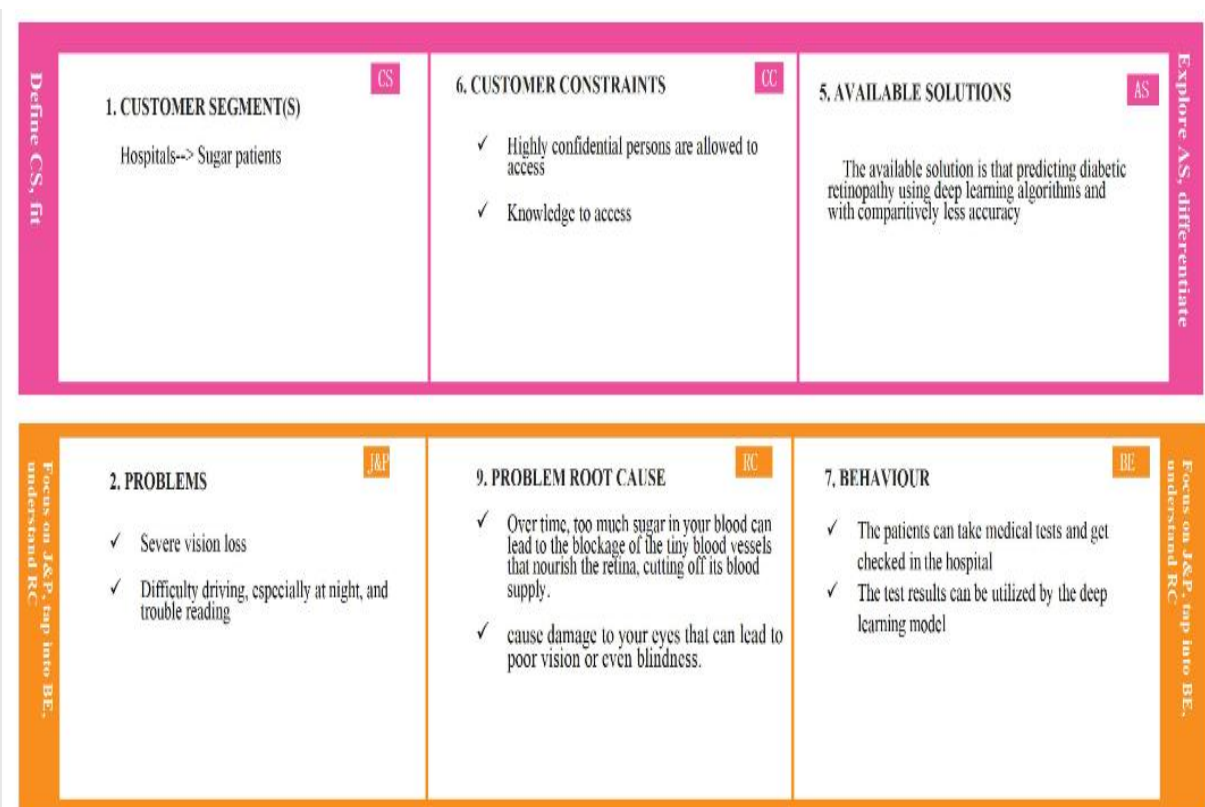 Define CS, fit
CS
1. CUSTOMER SEGMENT(S)
Hospitals--> Sugar patients
CC
6. CUSTOMER CONSTRAINTS
✓ Highly confidential persons are allowed to
access
✓ Knowledge to access
AS
5. AVAILABLE SOLUTIONS
The available solution is that predicting diabetic
retinopathy using deep learning algorithms and
with comparitively less accuracy
Explore AS, differentiate
Focus on J&P, tap into BE,
understand RC
J&P
2. PROBLEMS
✓ Severe vision loss
✓ Difficulty driving, especially at night, and
trouble reading
RC
9. PROBLEM ROOT CAUSE
✓ Over time, too much sugar in your blood can
lead to the blockage of the tiny blood vessels
that nourish the retina, cutting off its blood
supply.
✓ cause damage to your eyes that can lead to
poor vision or even blindness.
BE
7. BEHAVIOUR
✓ The patients can take medical tests and get
checked in the hospital
✓ The test results can be utilized by the deep
learning model
Focus on J&P, tap into BE,
understand RC